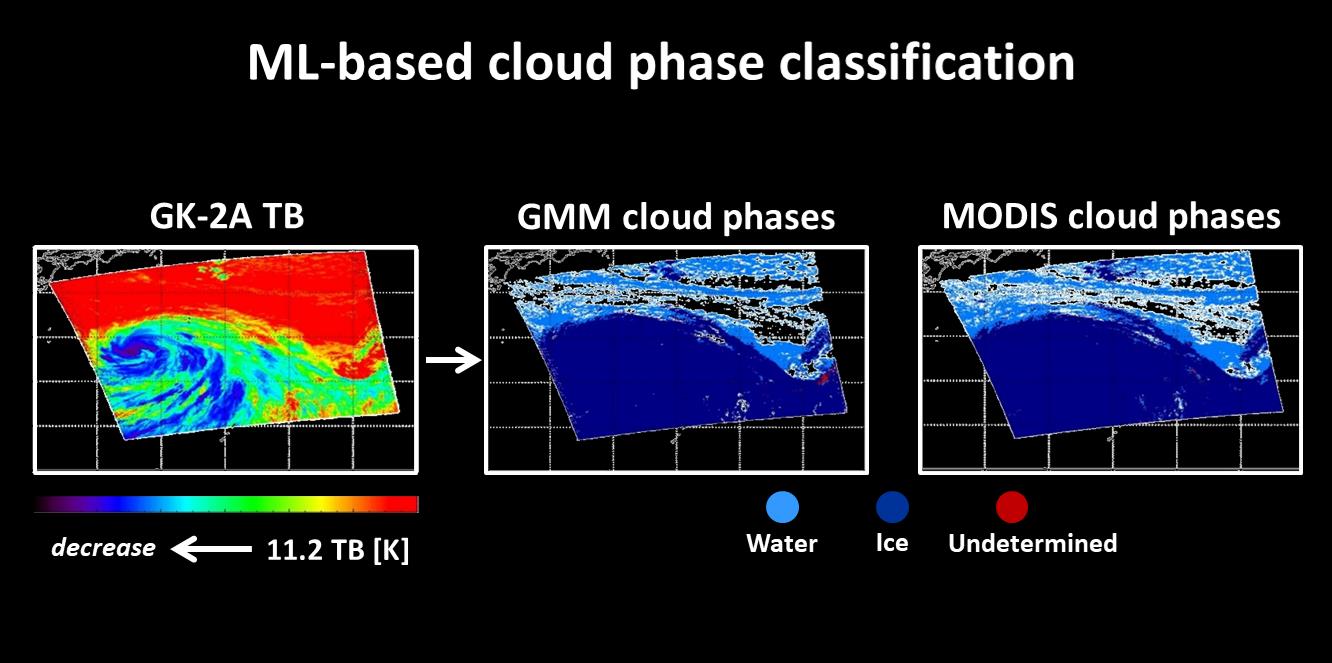 ML-based cloud phase classification
GK-2A TB
GMM cloud phases
MODIS cloud phases
decrease
11.2 TB [K]
Water
Ice
Undetermined